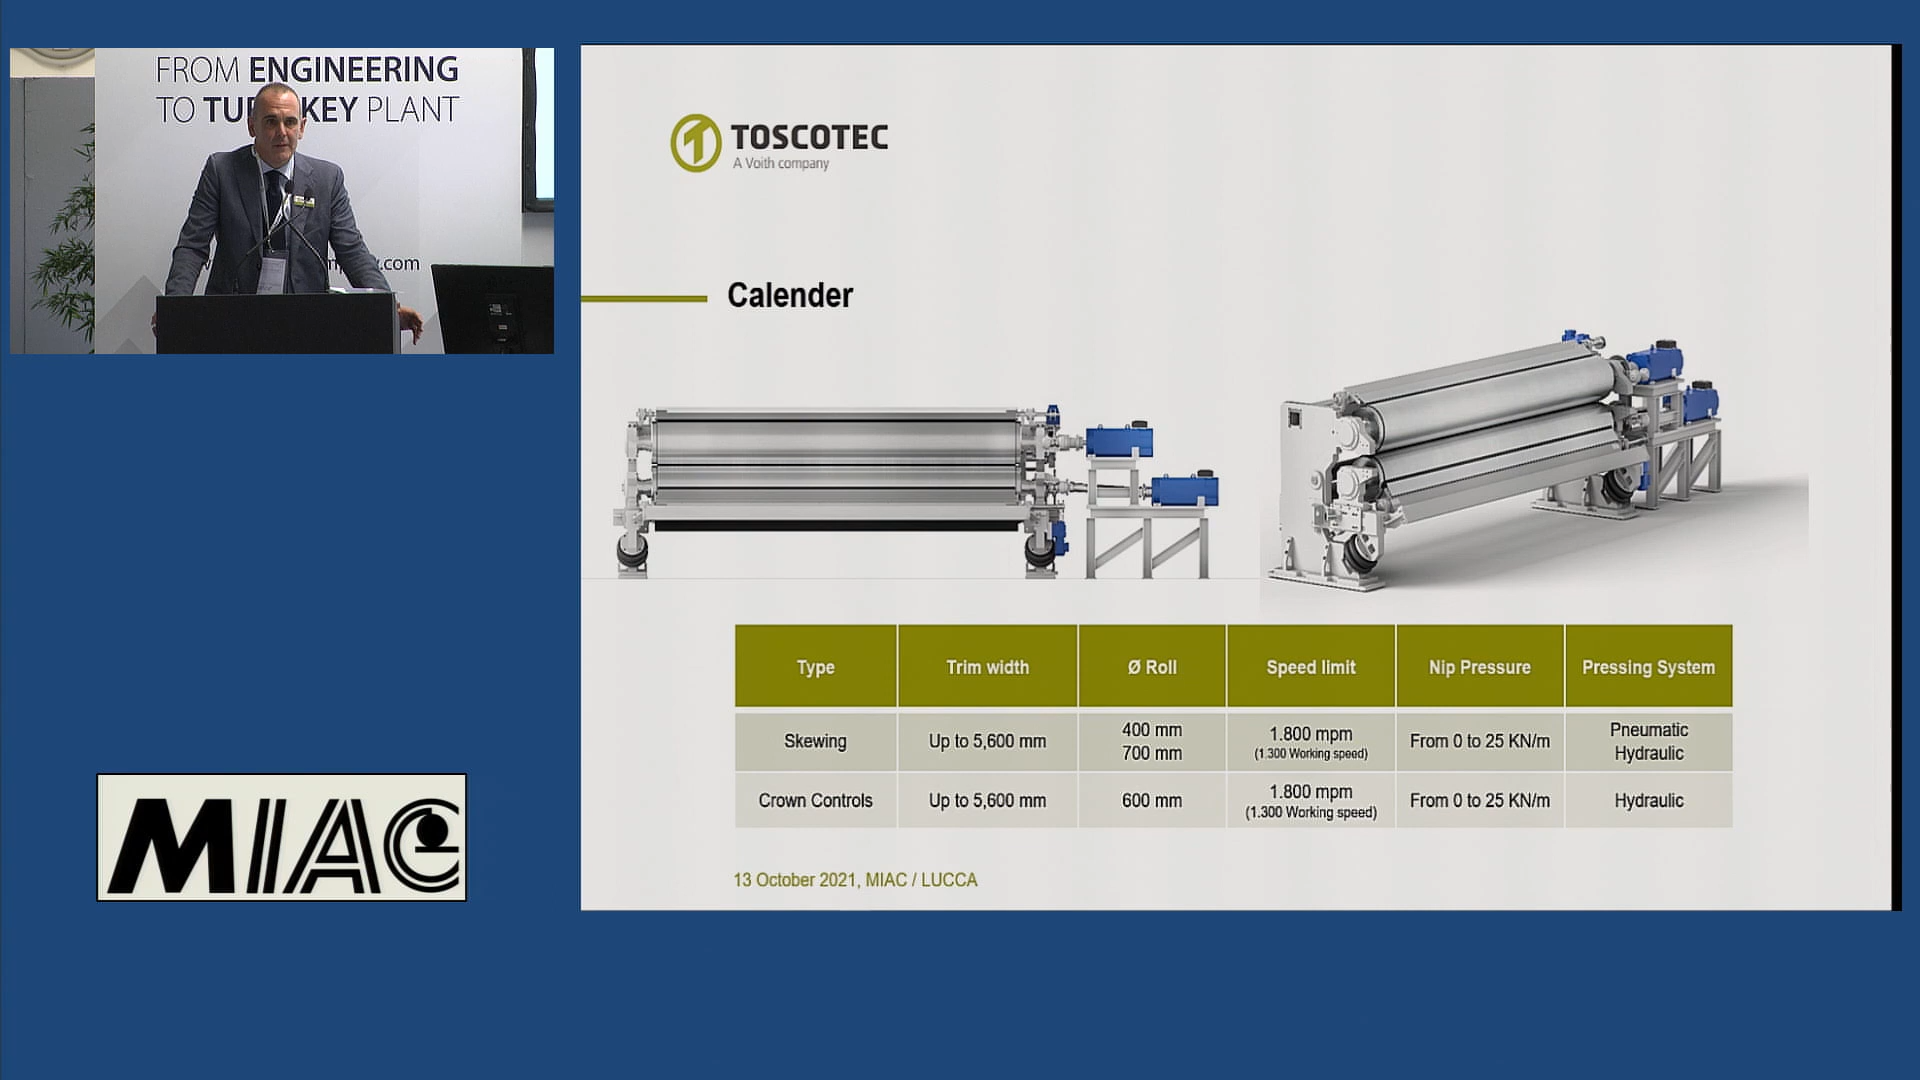 FROM ENGINEERING
TO TU KEY PLANT
.com
TOSCOTEC
A Voith company
Calender
Type Trim width Ø Roll Speed limit Nip Pressure Pressing System
Skewing Up to 5,600 mm 400 mm 700 mm 1.800 mpm (1.300 Working speed) From 0 to 25 KN/m Pneumatic Hydraulic
Crown Controls Up to 5,600 mm 600 mm 1.800 mpm (1.300 Working speed) From 0 to 25 KN/m Hydraulic
13 October 2021, MIAC / LUCCA
MIAC